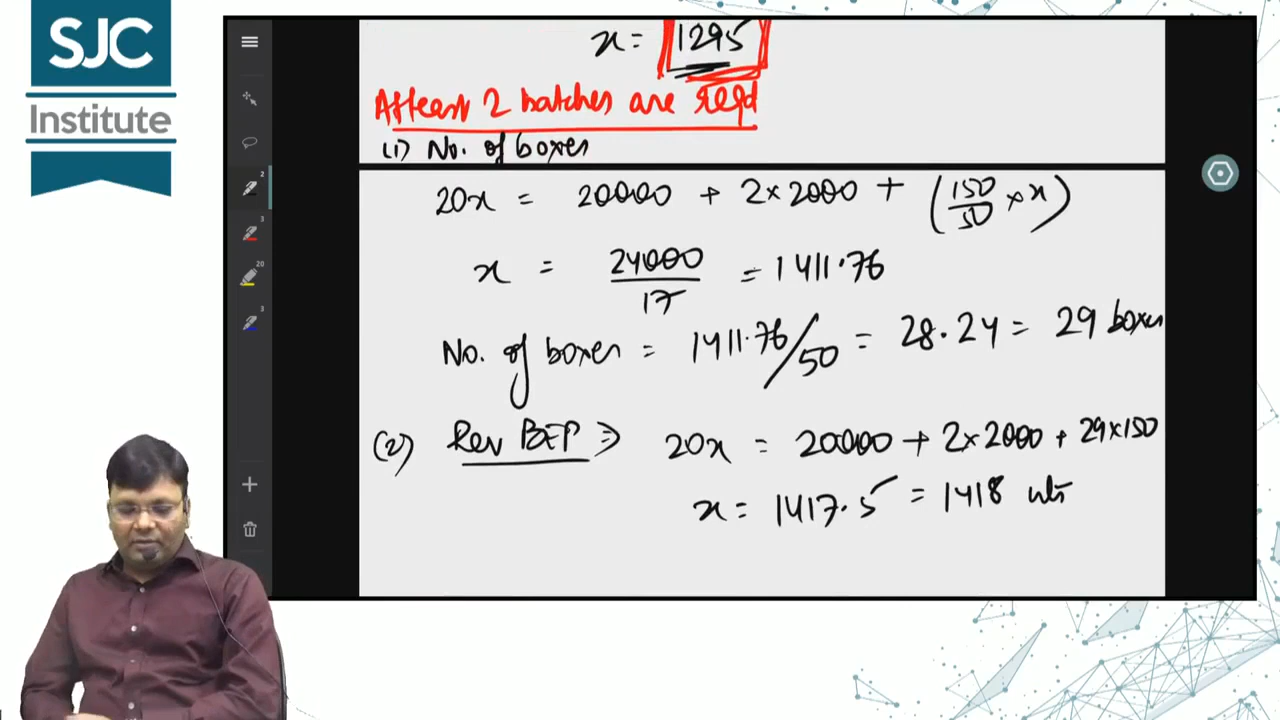 SJC
Institute
x = 1295
Atleast 2 batches are reqd
(1) No. of boxes
20x = 20000 + 2×2000 + (150/50 × x)
x = 24000/17 = 1411.76
No. of boxes = 1411.76/50 = 28.24 = 29 boxes
(2) Rev BEP ⇒ 20x = 20000 + 2×2000 + 29×150
x = 1417.5 = 1418 uts